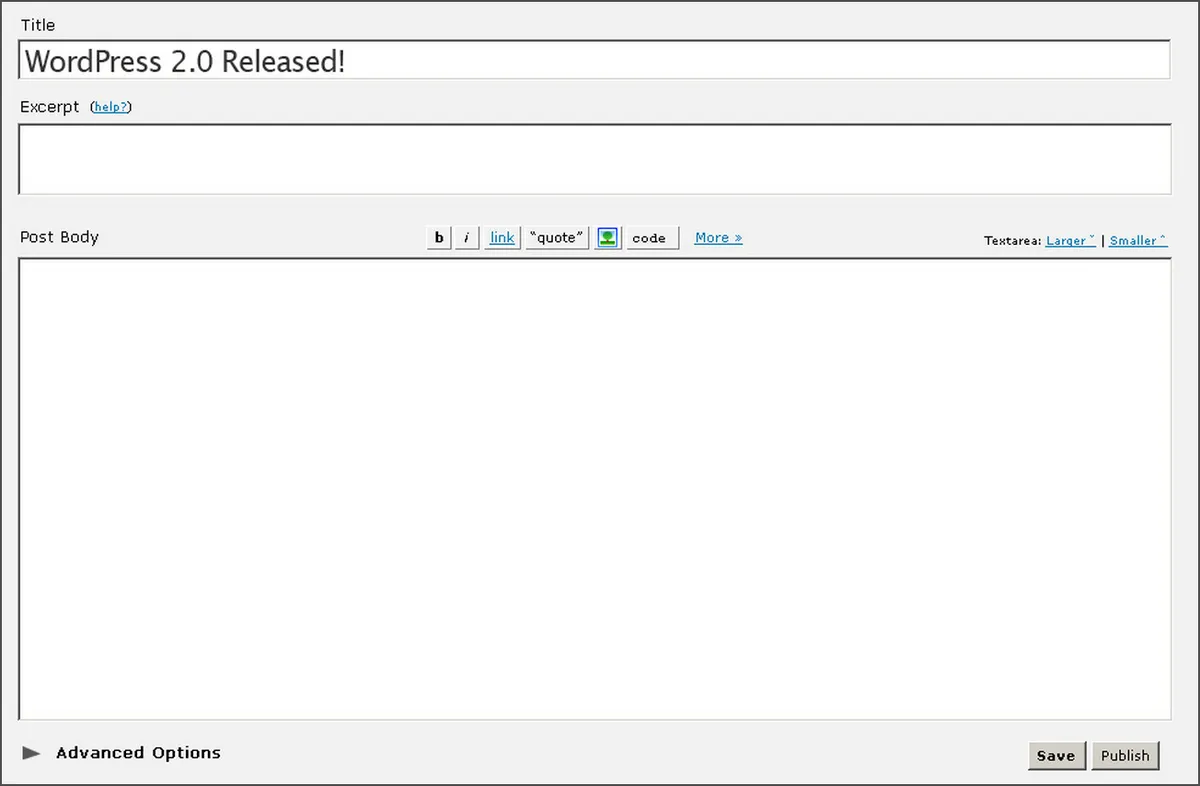 Title
WordPress 2.0 Released!
Excerpt (help?)
Post Body b i link “quote” code More » Textarea: Larger ˇ | Smaller ˆ
Advanced Options Save Publish